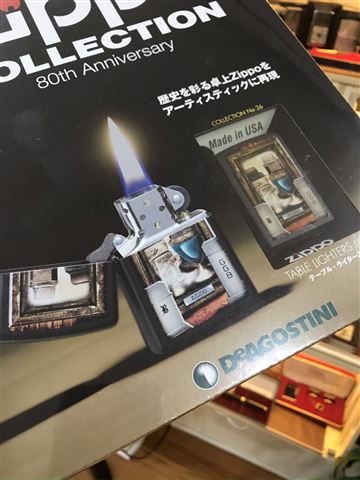 COLLECTION
80th Anniversary
歴史を彩る卓上Zippoを
アーティスティックに再現
COLLECTION No.26
Made in USA
ZIPPO
TABLE LIGHTERS
テーブル・ライター
ZIPPO
DEAGOSTINI